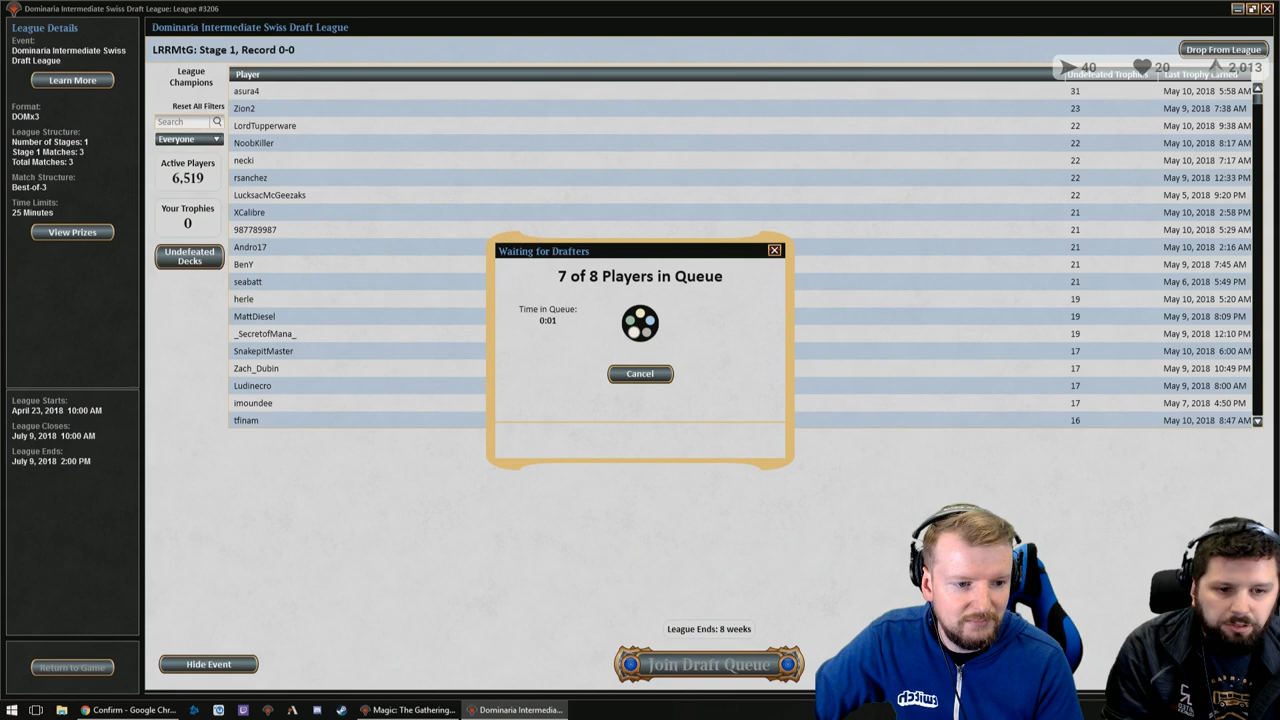 Dominaria Intermediate Swiss Draft League: League #3206
League Details
Event:
Dominaria Intermediate Swiss
Draft League
Learn More
Format:
DOMx3
League Structure:
Number of Stages: 1
Stage 1 Matches: 3
Total Matches: 3
Match Structure:
Best-of-3
Time Limits:
25 Minutes
View Prizes
League Starts:
April 23, 2018 10:00 AM
League Closes:
July 9, 2018 10:00 AM
League Ends:
July 9, 2018 2:00 PM
Return to Game
Dominaria Intermediate Swiss Draft League
LRRMtG: Stage 1, Record 0-0
Drop From League
40 20 2,013
League
Champions
Reset All Filters
Search
Everyone
Active Players
6,519
Your Trophies
0
Undefeated
Decks
Player Undefeated Trophies Last Trophy Earned
asura4 31 May 10, 2018 5:58 AM
Zion2 23 May 9, 2018 7:38 AM
LordTupperware 22 May 10, 2018 9:38 AM
NoobKiller 22 May 10, 2018 8:17 AM
necki 22 May 10, 2018 7:17 AM
rsanchez 22 May 9, 2018 12:33 PM
LucksacMcGeezaks 22 May 5, 2018 9:20 PM
XCalibre 21 May 10, 2018 2:58 PM
987789987 21 May 10, 2018 5:29 AM
Andro17 21 May 10, 2018 2:16 AM
BenY 21 May 9, 2018 7:45 AM
seabatt 21 May 6, 2018 5:49 PM
herle 19 May 10, 2018 5:20 AM
MattDiesel 19 May 9, 2018 8:09 PM
_SecretofMana_ 19 May 9, 2018 12:10 PM
SnakepitMaster 17 May 10, 2018 6:00 AM
Zach_Dubin 17 May 9, 2018 10:49 PM
Ludinecro 17 May 9, 2018 8:00 AM
imoundee 17 May 7, 2018 4:50 PM
tfinam 16 May 10, 2018 8:47 AM
Waiting for Drafters
7 of 8 Players in Queue
Time in Queue:
0:01
Cancel
League Ends: 8 weeks
Hide Event
Join Draft Queue
twitch
Confirm - Google Chr...
Magic: The Gathering...
Dominaria Intermedia...